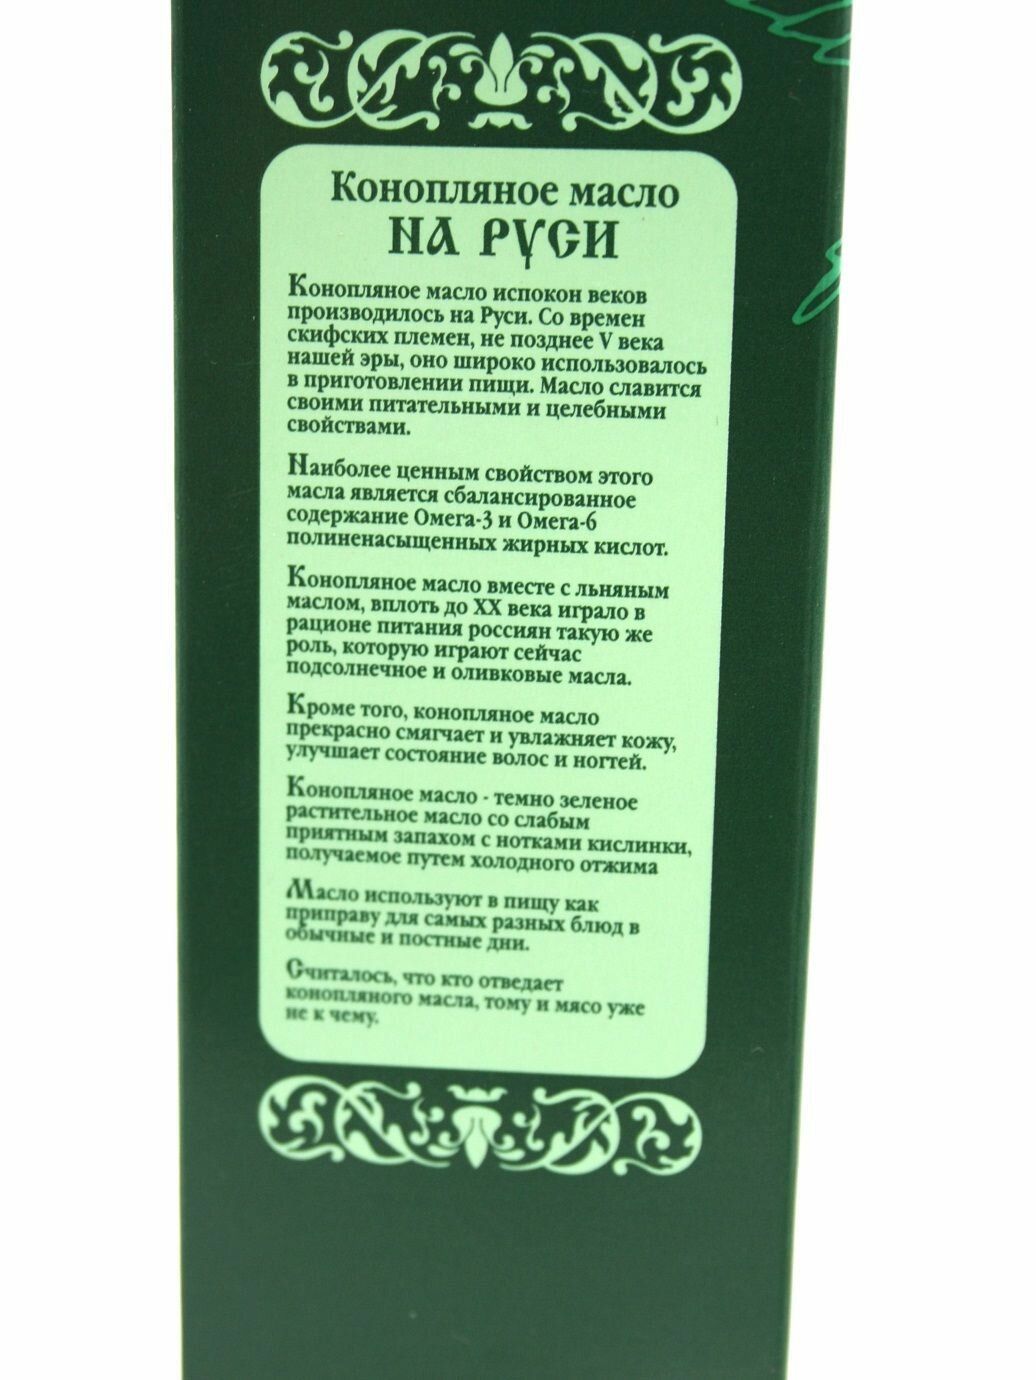 Конопляное масло
НА РУСИ
Конопляное масло испокон веков
производилось на Руси. Со времен
скифских племен, не позднее V века
нашей эры, оно широко использовалось
в приготовлении пищи. Масло славится
своими питательными и целебными
свойствами.
Наиболее ценным свойством этого
масла является сбалансированное
содержание Омега-3 и Омега-6
полиненасыщенных жирных кислот.
Конопляное масло вместе с льняным
маслом, вплоть до XX века играло в
рационе питания россиян такую же
роль, которую играют сейчас
подсолнечное и оливковые масла.
Кроме того, конопляное масло
прекрасно смягчает и увлажняет кожу,
улучшает состояние волос и ногтей.
Конопляное масло - темно зеленое
растительное масло со слабым
приятным запахом с нотками кислинки,
получаемое путем холодного отжима
Масло используют в пищу как
приправу для самых разных блюд в
обычные и постные дни.
Считалось, что кто отведает
конопляного масла, тому и мясо уже
не к чему.